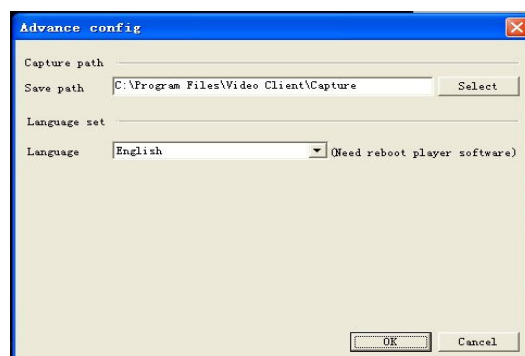 Advance config
Capture path
Save path C:\Program Files\Video Client\Capture Select
Language set
Language English (Need reboot player software)
OK Cancel